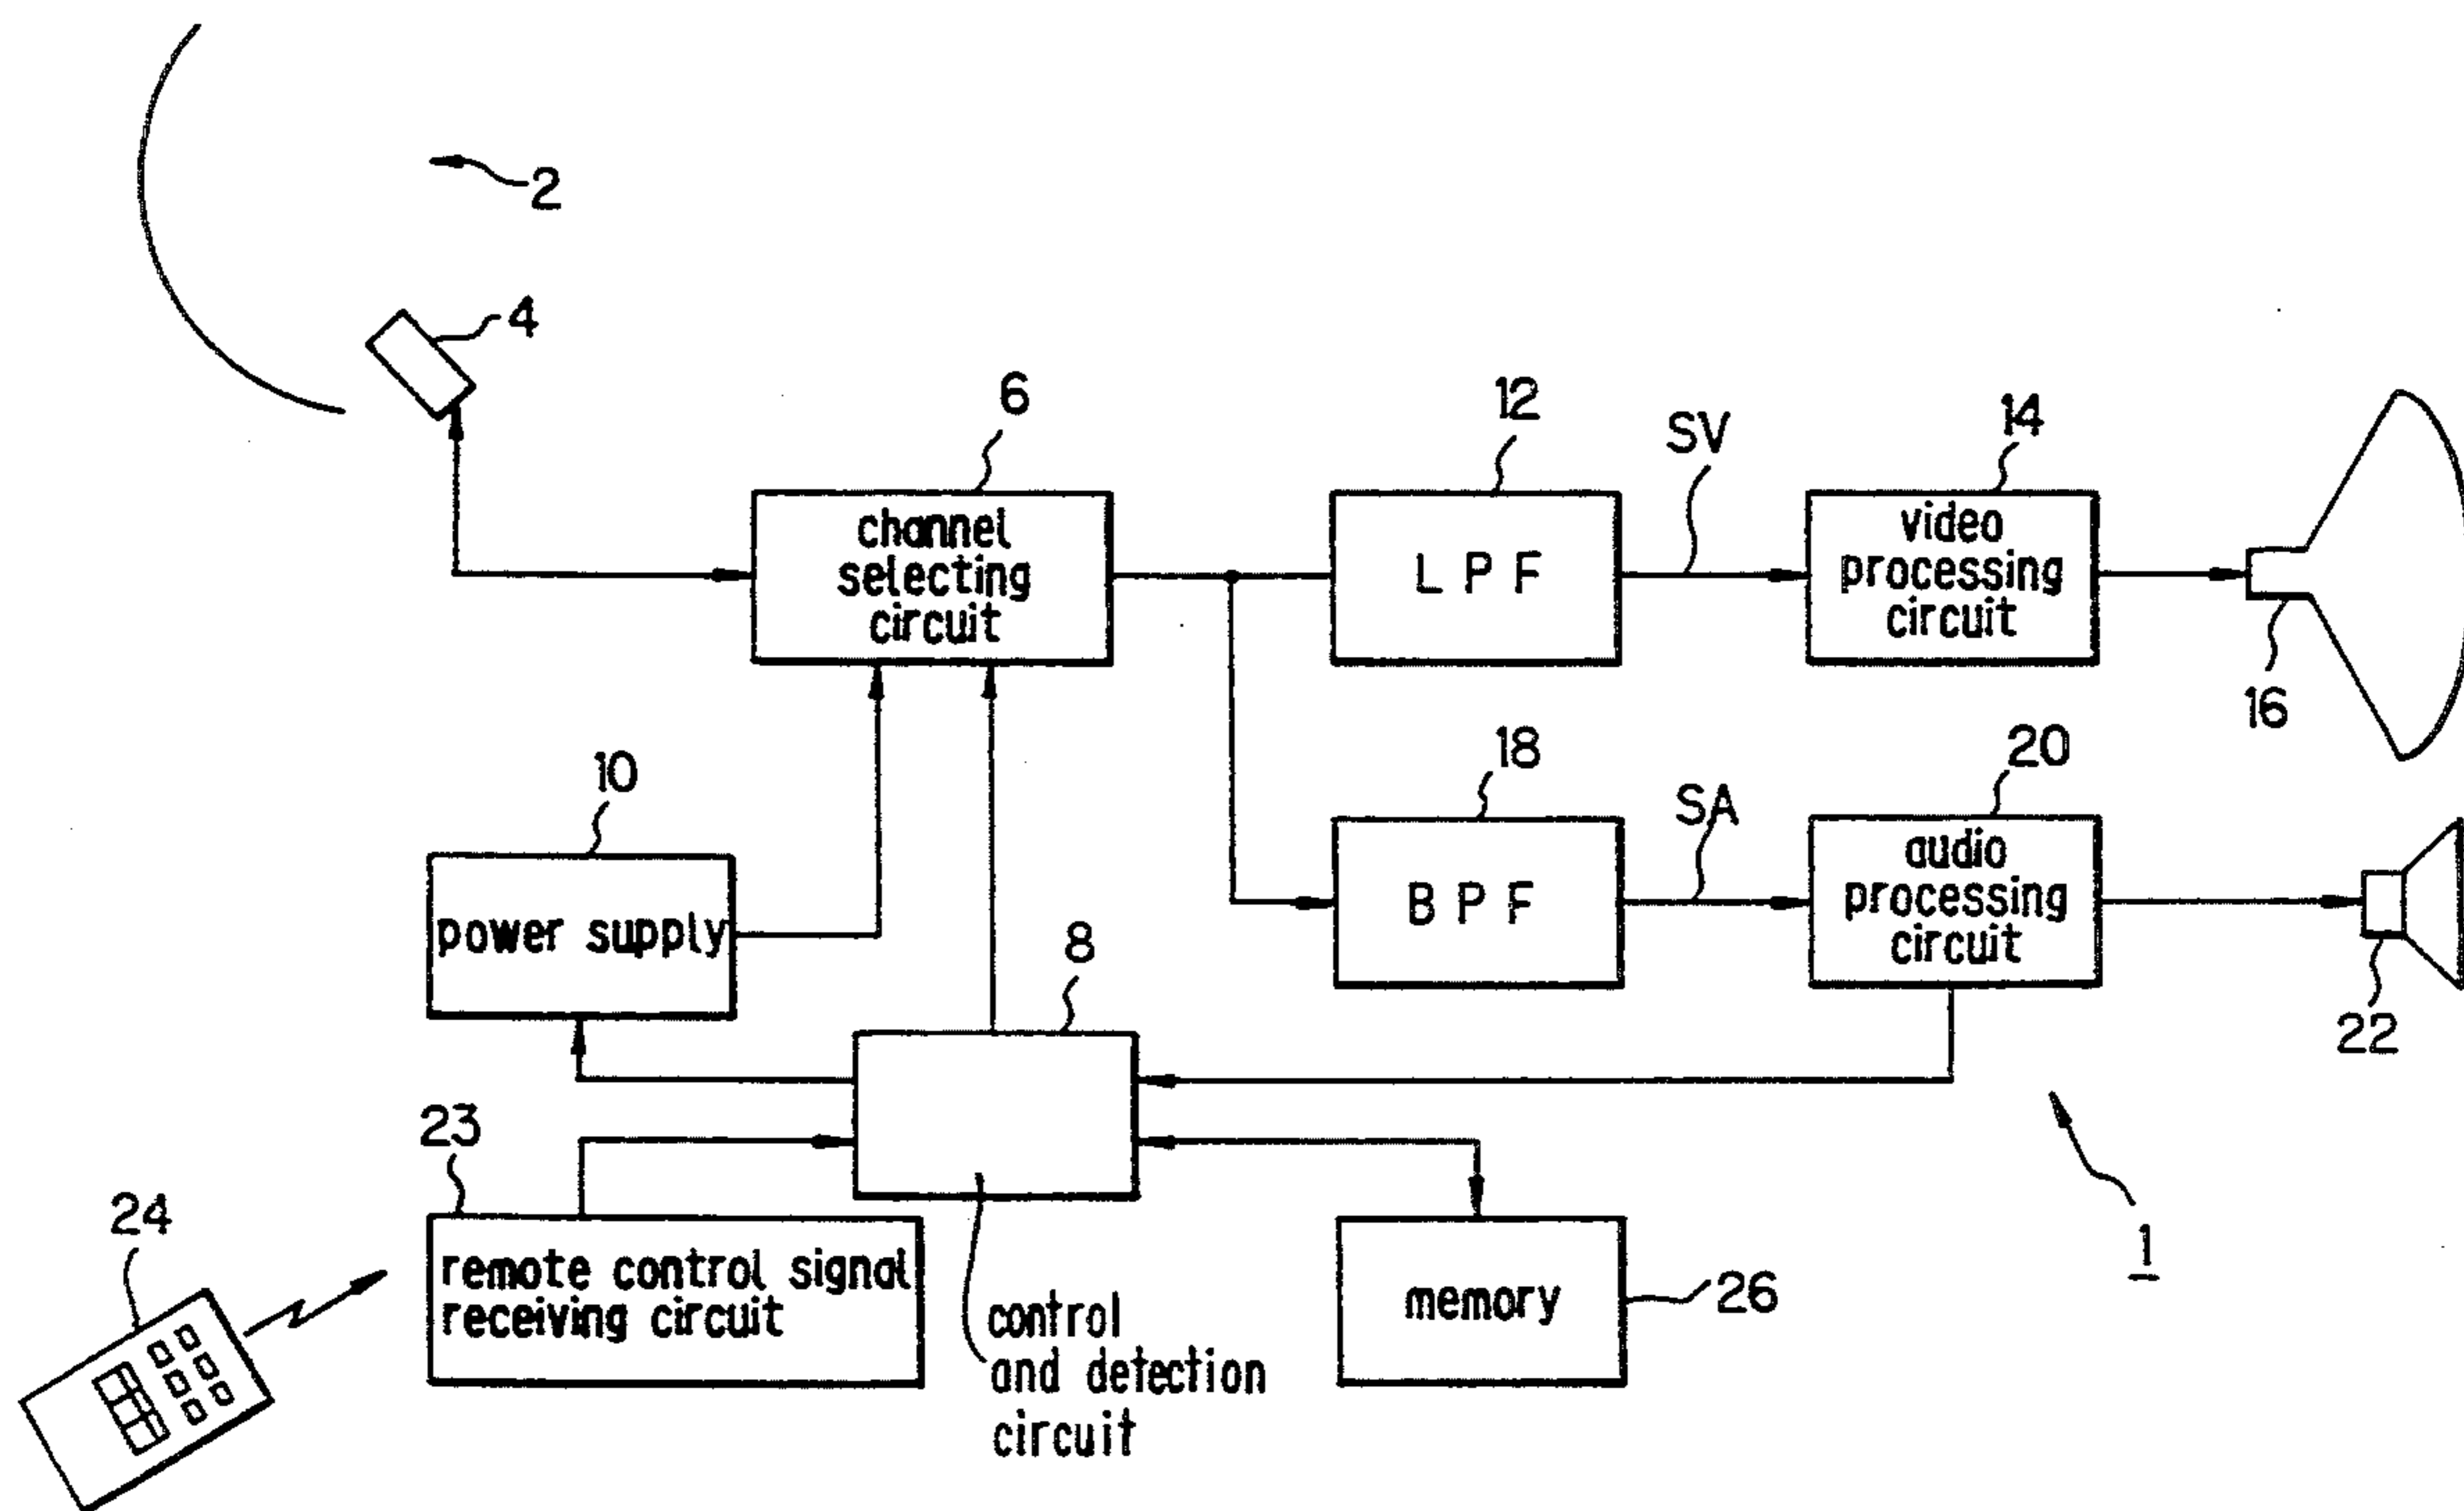 2
4
6
channel
selecting
circuit
12
L P F
SV
14
video
processing
circuit
16
10
power supply
18
B P F
SA
20
audio
processing
circuit
22
8
control
and detection
circuit
23
remote control signal
receiving circuit
24
memory
26
1